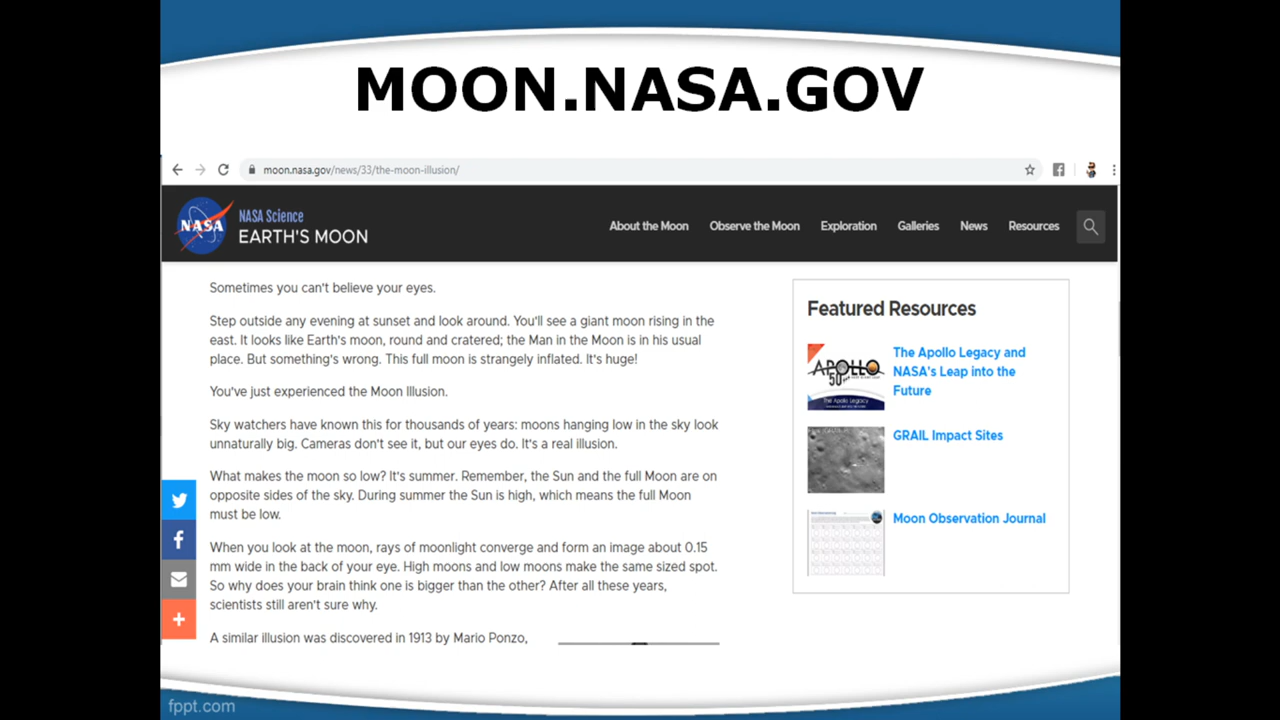 MOON.NASA.GOV
moon.nasa.gov/news/33/the-moon-illusion/
NASA
NASA Science
EARTH'S MOON
About the Moon
Observe the Moon
Exploration
Galleries
News
Resources
Sometimes you can't believe your eyes.
Step outside any evening at sunset and look around. You'll see a giant moon rising in the
east. It looks like Earth's moon, round and cratered; the Man in the Moon is in his usual
place. But something's wrong. This full moon is strangely inflated. It's huge!
You've just experienced the Moon Illusion.
Sky watchers have known this for thousands of years: moons hanging low in the sky look
unnaturally big. Cameras don't see it, but our eyes do. It's a real illusion.
What makes the moon so low? It's summer. Remember, the Sun and the full Moon are on
opposite sides of the sky. During summer the Sun is high, which means the full Moon
must be low.
When you look at the moon, rays of moonlight converge and form an image about 0.15
mm wide in the back of your eye. High moons and low moons make the same sized spot.
So why does your brain think one is bigger than the other? After all these years,
scientists still aren't sure why.
A similar illusion was discovered in 1913 by Mario Ponzo,
Featured Resources
APOLLO
50
The Apollo Legacy
The Apollo Legacy and
NASA's Leap into the
Future
GRAIL Impact Sites
Moon Observation Journal
fppt.com